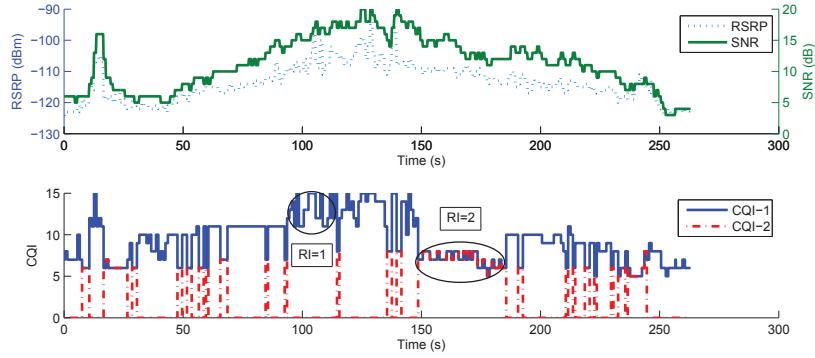 −90
−100
−110
−120
−130
RSRP (dBm)
20
15
10
5
0
SNR (dB)
RSRP
SNR
0 50 100 150 200 250 300
Time (s)
15
10
5
0
CQI
RI=1
RI=2
CQI−1
CQI−2
0 50 100 150 200 250 300
Time (s)